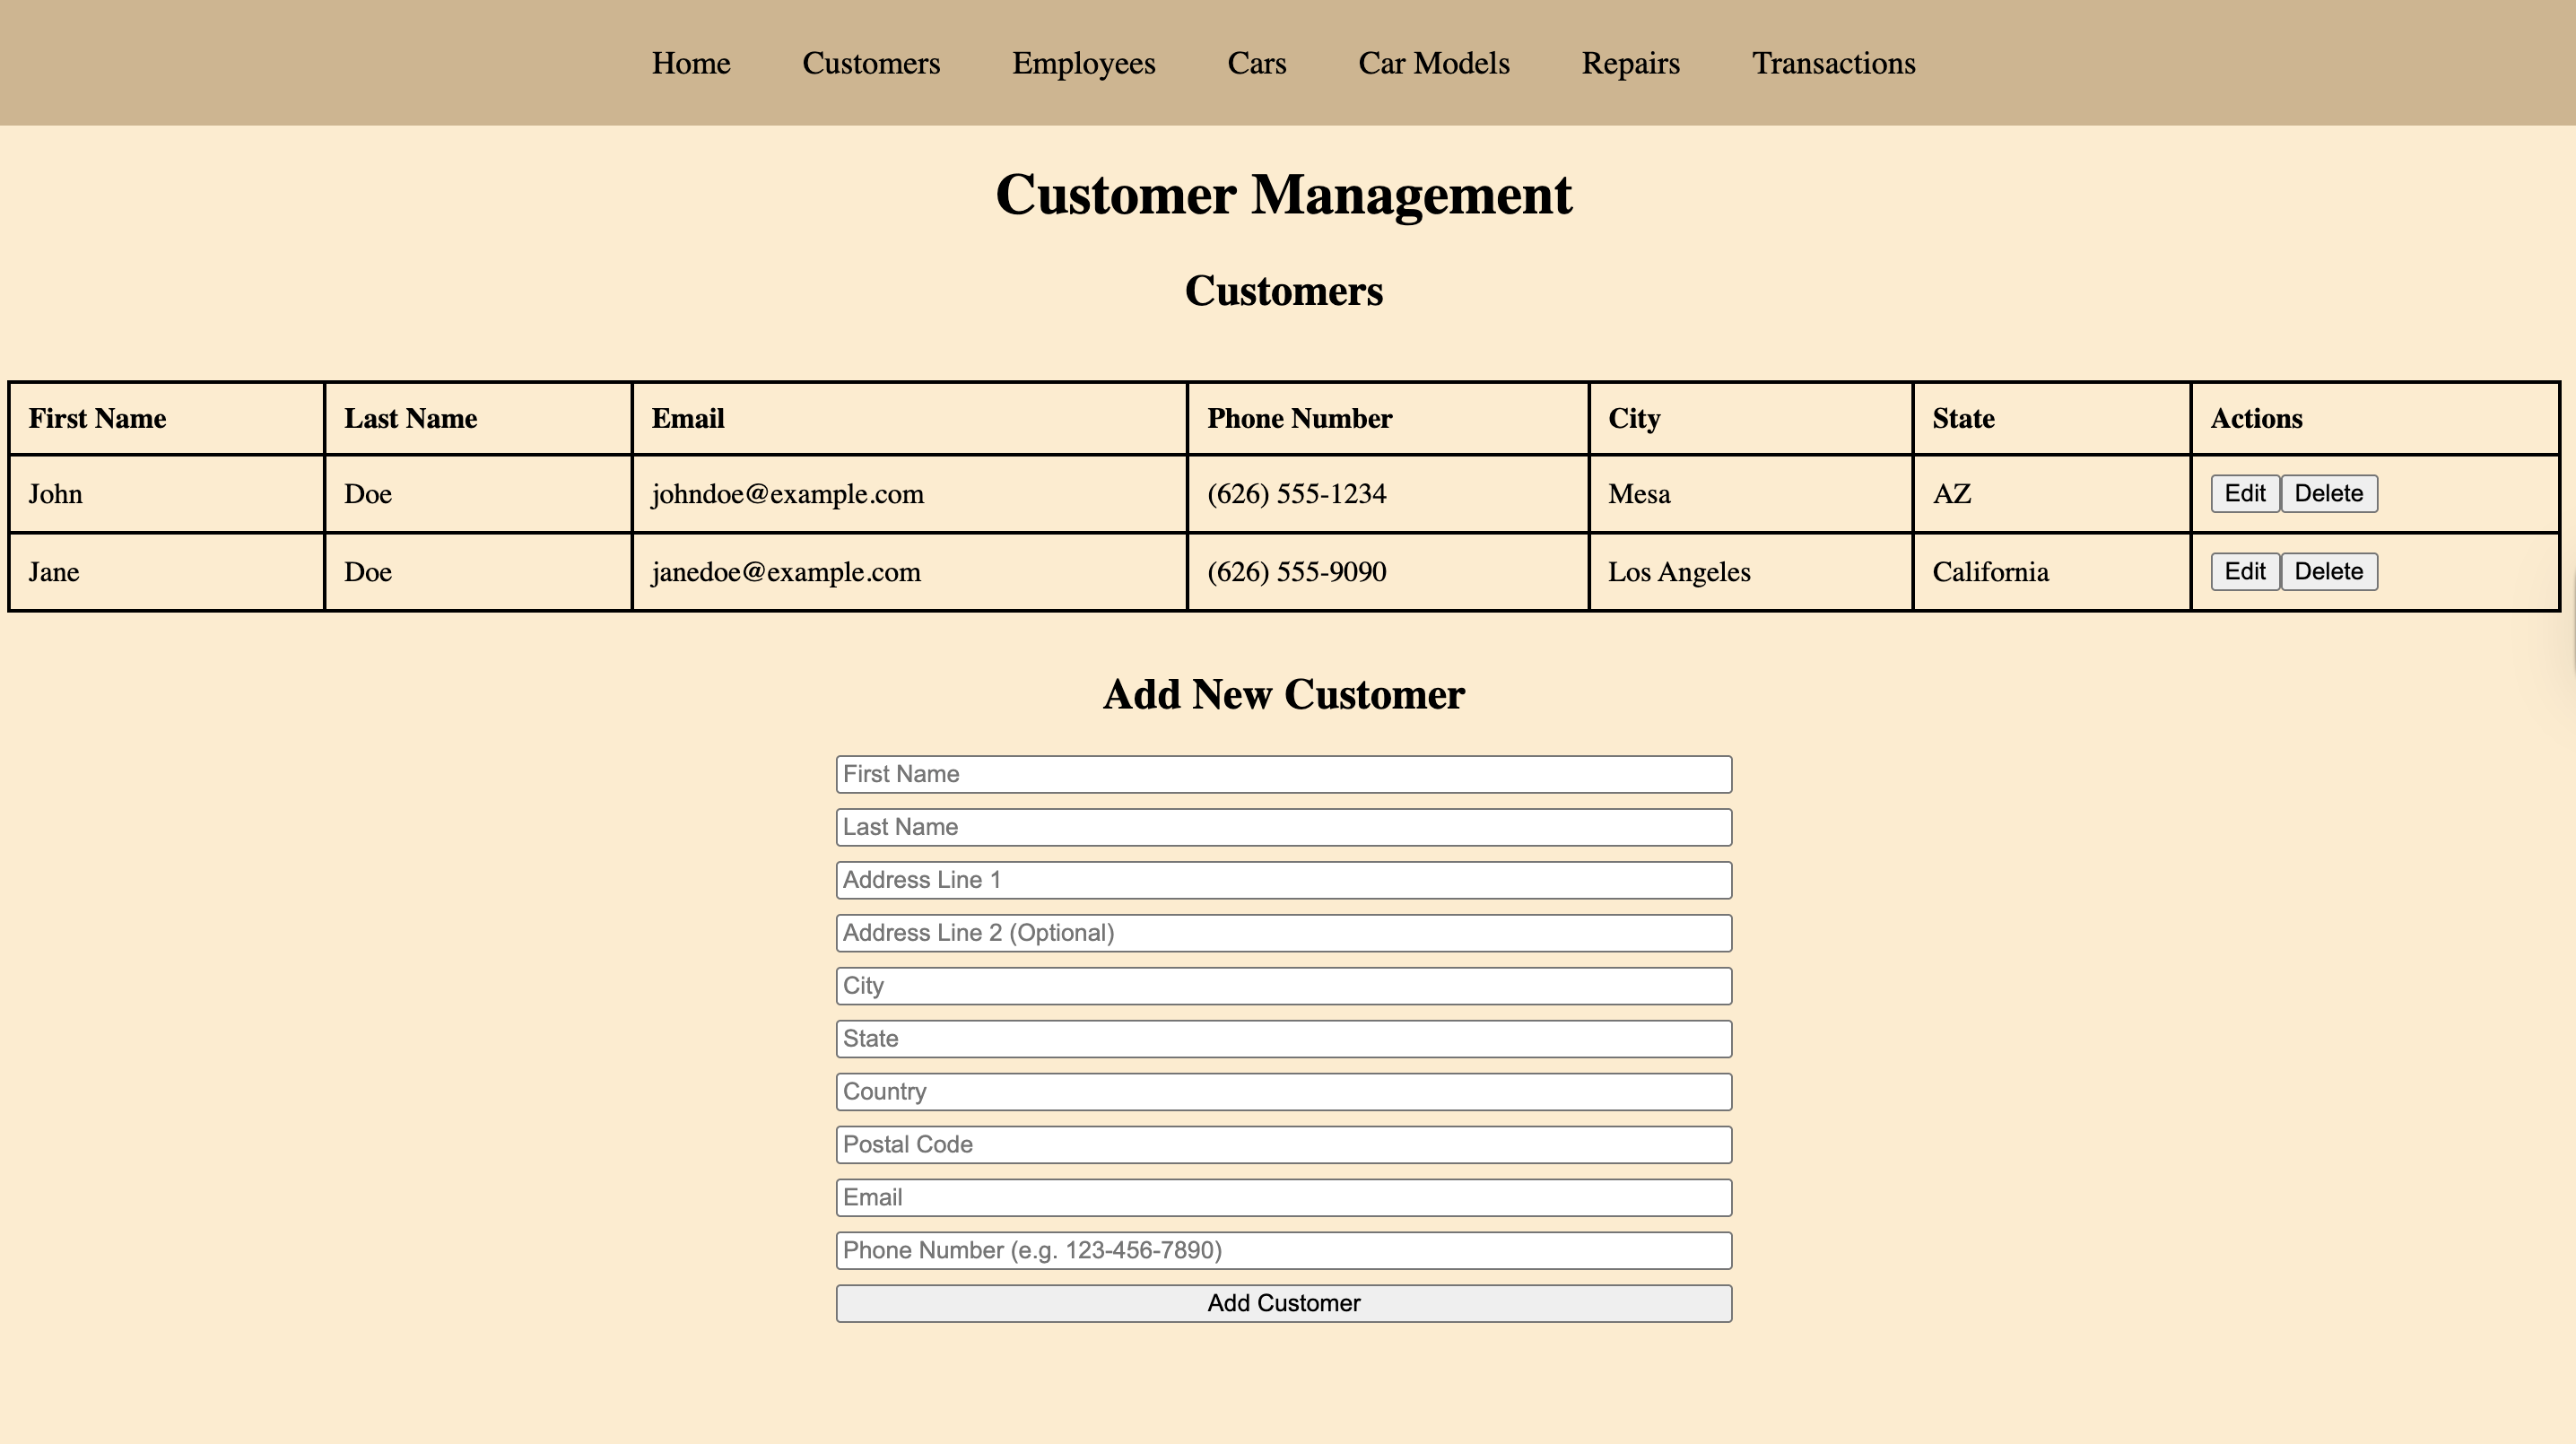 Home Customers Employees Cars Car Models Repairs Transactions
Customer Management
Customers
First Name Last Name Email Phone Number City State Actions
John Doe johndoe@example.com (626) 555-1234 Mesa AZ Edit Delete
Jane Doe janedoe@example.com (626) 555-9090 Los Angeles California Edit Delete
Add New Customer
First Name
Last Name
Address Line 1
Address Line 2 (Optional)
City
State
Country
Postal Code
Email
Phone Number (e.g. 123-456-7890)
Add Customer